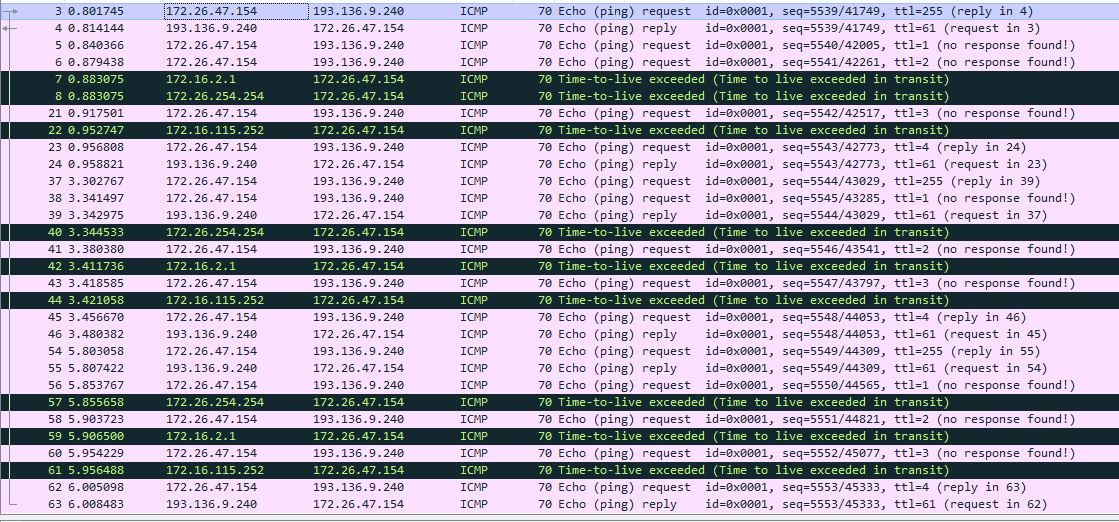 3 0.801745 172.26.47.154 193.136.9.240 ICMP 70 Echo (ping) request id=0x0001, seq=5539/41749, ttl=255 (reply in 4)
4 0.814144 193.136.9.240 172.26.47.154 ICMP 70 Echo (ping) reply id=0x0001, seq=5539/41749, ttl=61 (request in 3)
5 0.840366 172.26.47.154 193.136.9.240 ICMP 70 Echo (ping) request id=0x0001, seq=5540/42005, ttl=1 (no response found!)
6 0.879438 172.26.47.154 193.136.9.240 ICMP 70 Echo (ping) request id=0x0001, seq=5541/42261, ttl=2 (no response found!)
7 0.883075 172.16.2.1 172.26.47.154 ICMP 70 Time-to-live exceeded (Time to live exceeded in transit)
8 0.883075 172.26.254.254 172.26.47.154 ICMP 70 Time-to-live exceeded (Time to live exceeded in transit)
21 0.917501 172.26.47.154 193.136.9.240 ICMP 70 Echo (ping) request id=0x0001, seq=5542/42517, ttl=3 (no response found!)
22 0.952747 172.16.115.252 172.26.47.154 ICMP 70 Time-to-live exceeded (Time to live exceeded in transit)
23 0.956808 172.26.47.154 193.136.9.240 ICMP 70 Echo (ping) request id=0x0001, seq=5543/42773, ttl=4 (reply in 24)
24 0.958821 193.136.9.240 172.26.47.154 ICMP 70 Echo (ping) reply id=0x0001, seq=5543/42773, ttl=61 (request in 23)
37 3.302767 172.26.47.154 193.136.9.240 ICMP 70 Echo (ping) request id=0x0001, seq=5544/43029, ttl=255 (reply in 39)
38 3.341497 172.26.47.154 193.136.9.240 ICMP 70 Echo (ping) request id=0x0001, seq=5545/43285, ttl=1 (no response found!)
39 3.342975 193.136.9.240 172.26.47.154 ICMP 70 Echo (ping) reply id=0x0001, seq=5544/43029, ttl=61 (request in 37)
40 3.344533 172.26.254.254 172.26.47.154 ICMP 70 Time-to-live exceeded (Time to live exceeded in transit)
41 3.380380 172.26.47.154 193.136.9.240 ICMP 70 Echo (ping) request id=0x0001, seq=5546/43541, ttl=2 (no response found!)
42 3.411736 172.16.2.1 172.26.47.154 ICMP 70 Time-to-live exceeded (Time to live exceeded in transit)
43 3.418585 172.26.47.154 193.136.9.240 ICMP 70 Echo (ping) request id=0x0001, seq=5547/43797, ttl=3 (no response found!)
44 3.421058 172.16.115.252 172.26.47.154 ICMP 70 Time-to-live exceeded (Time to live exceeded in transit)
45 3.456670 172.26.47.154 193.136.9.240 ICMP 70 Echo (ping) request id=0x0001, seq=5548/44053, ttl=4 (reply in 46)
46 3.480382 193.136.9.240 172.26.47.154 ICMP 70 Echo (ping) reply id=0x0001, seq=5548/44053, ttl=61 (request in 45)
54 5.803058 172.26.47.154 193.136.9.240 ICMP 70 Echo (ping) request id=0x0001, seq=5549/44309, ttl=255 (reply in 55)
55 5.807422 193.136.9.240 172.26.47.154 ICMP 70 Echo (ping) reply id=0x0001, seq=5549/44309, ttl=61 (request in 54)
56 5.853767 172.26.47.154 193.136.9.240 ICMP 70 Echo (ping) request id=0x0001, seq=5550/44565, ttl=1 (no response found!)
57 5.855658 172.26.254.254 172.26.47.154 ICMP 70 Time-to-live exceeded (Time to live exceeded in transit)
58 5.903723 172.26.47.154 193.136.9.240 ICMP 70 Echo (ping) request id=0x0001, seq=5551/44821, ttl=2 (no response found!)
59 5.906500 172.16.2.1 172.26.47.154 ICMP 70 Time-to-live exceeded (Time to live exceeded in transit)
60 5.954229 172.26.47.154 193.136.9.240 ICMP 70 Echo (ping) request id=0x0001, seq=5552/45077, ttl=3 (no response found!)
61 5.956488 172.16.115.252 172.26.47.154 ICMP 70 Time-to-live exceeded (Time to live exceeded in transit)
62 6.005098 172.26.47.154 193.136.9.240 ICMP 70 Echo (ping) request id=0x0001, seq=5553/45333, ttl=4 (reply in 63)
63 6.008483 193.136.9.240 172.26.47.154 ICMP 70 Echo (ping) reply id=0x0001, seq=5553/45333, ttl=61 (request in 62)